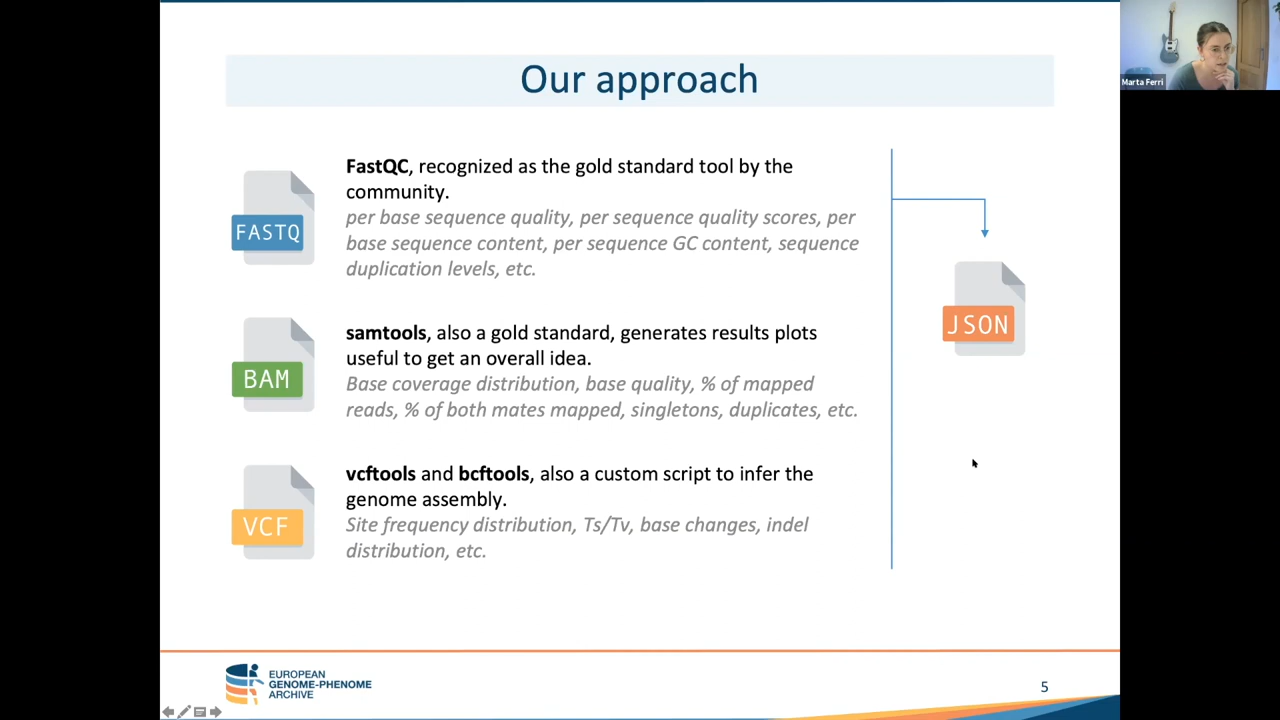 Our approach
Marta Ferri
FASTQ
FastQC, recognized as the gold standard tool by the
community.
per base sequence quality, per sequence quality scores, per
base sequence content, per sequence GC content, sequence
duplication levels, etc.
JSON
BAM
samtools, also a gold standard, generates results plots
useful to get an overall idea.
Base coverage distribution, base quality, % of mapped
reads, % of both mates mapped, singletons, duplicates, etc.
VCF
vcftools and bcftools, also a custom script to infer the
genome assembly.
Site frequency distribution, Ts/Tv, base changes, indel
distribution, etc.
EUROPEAN
GENOME-PHENOME
ARCHIVE
5